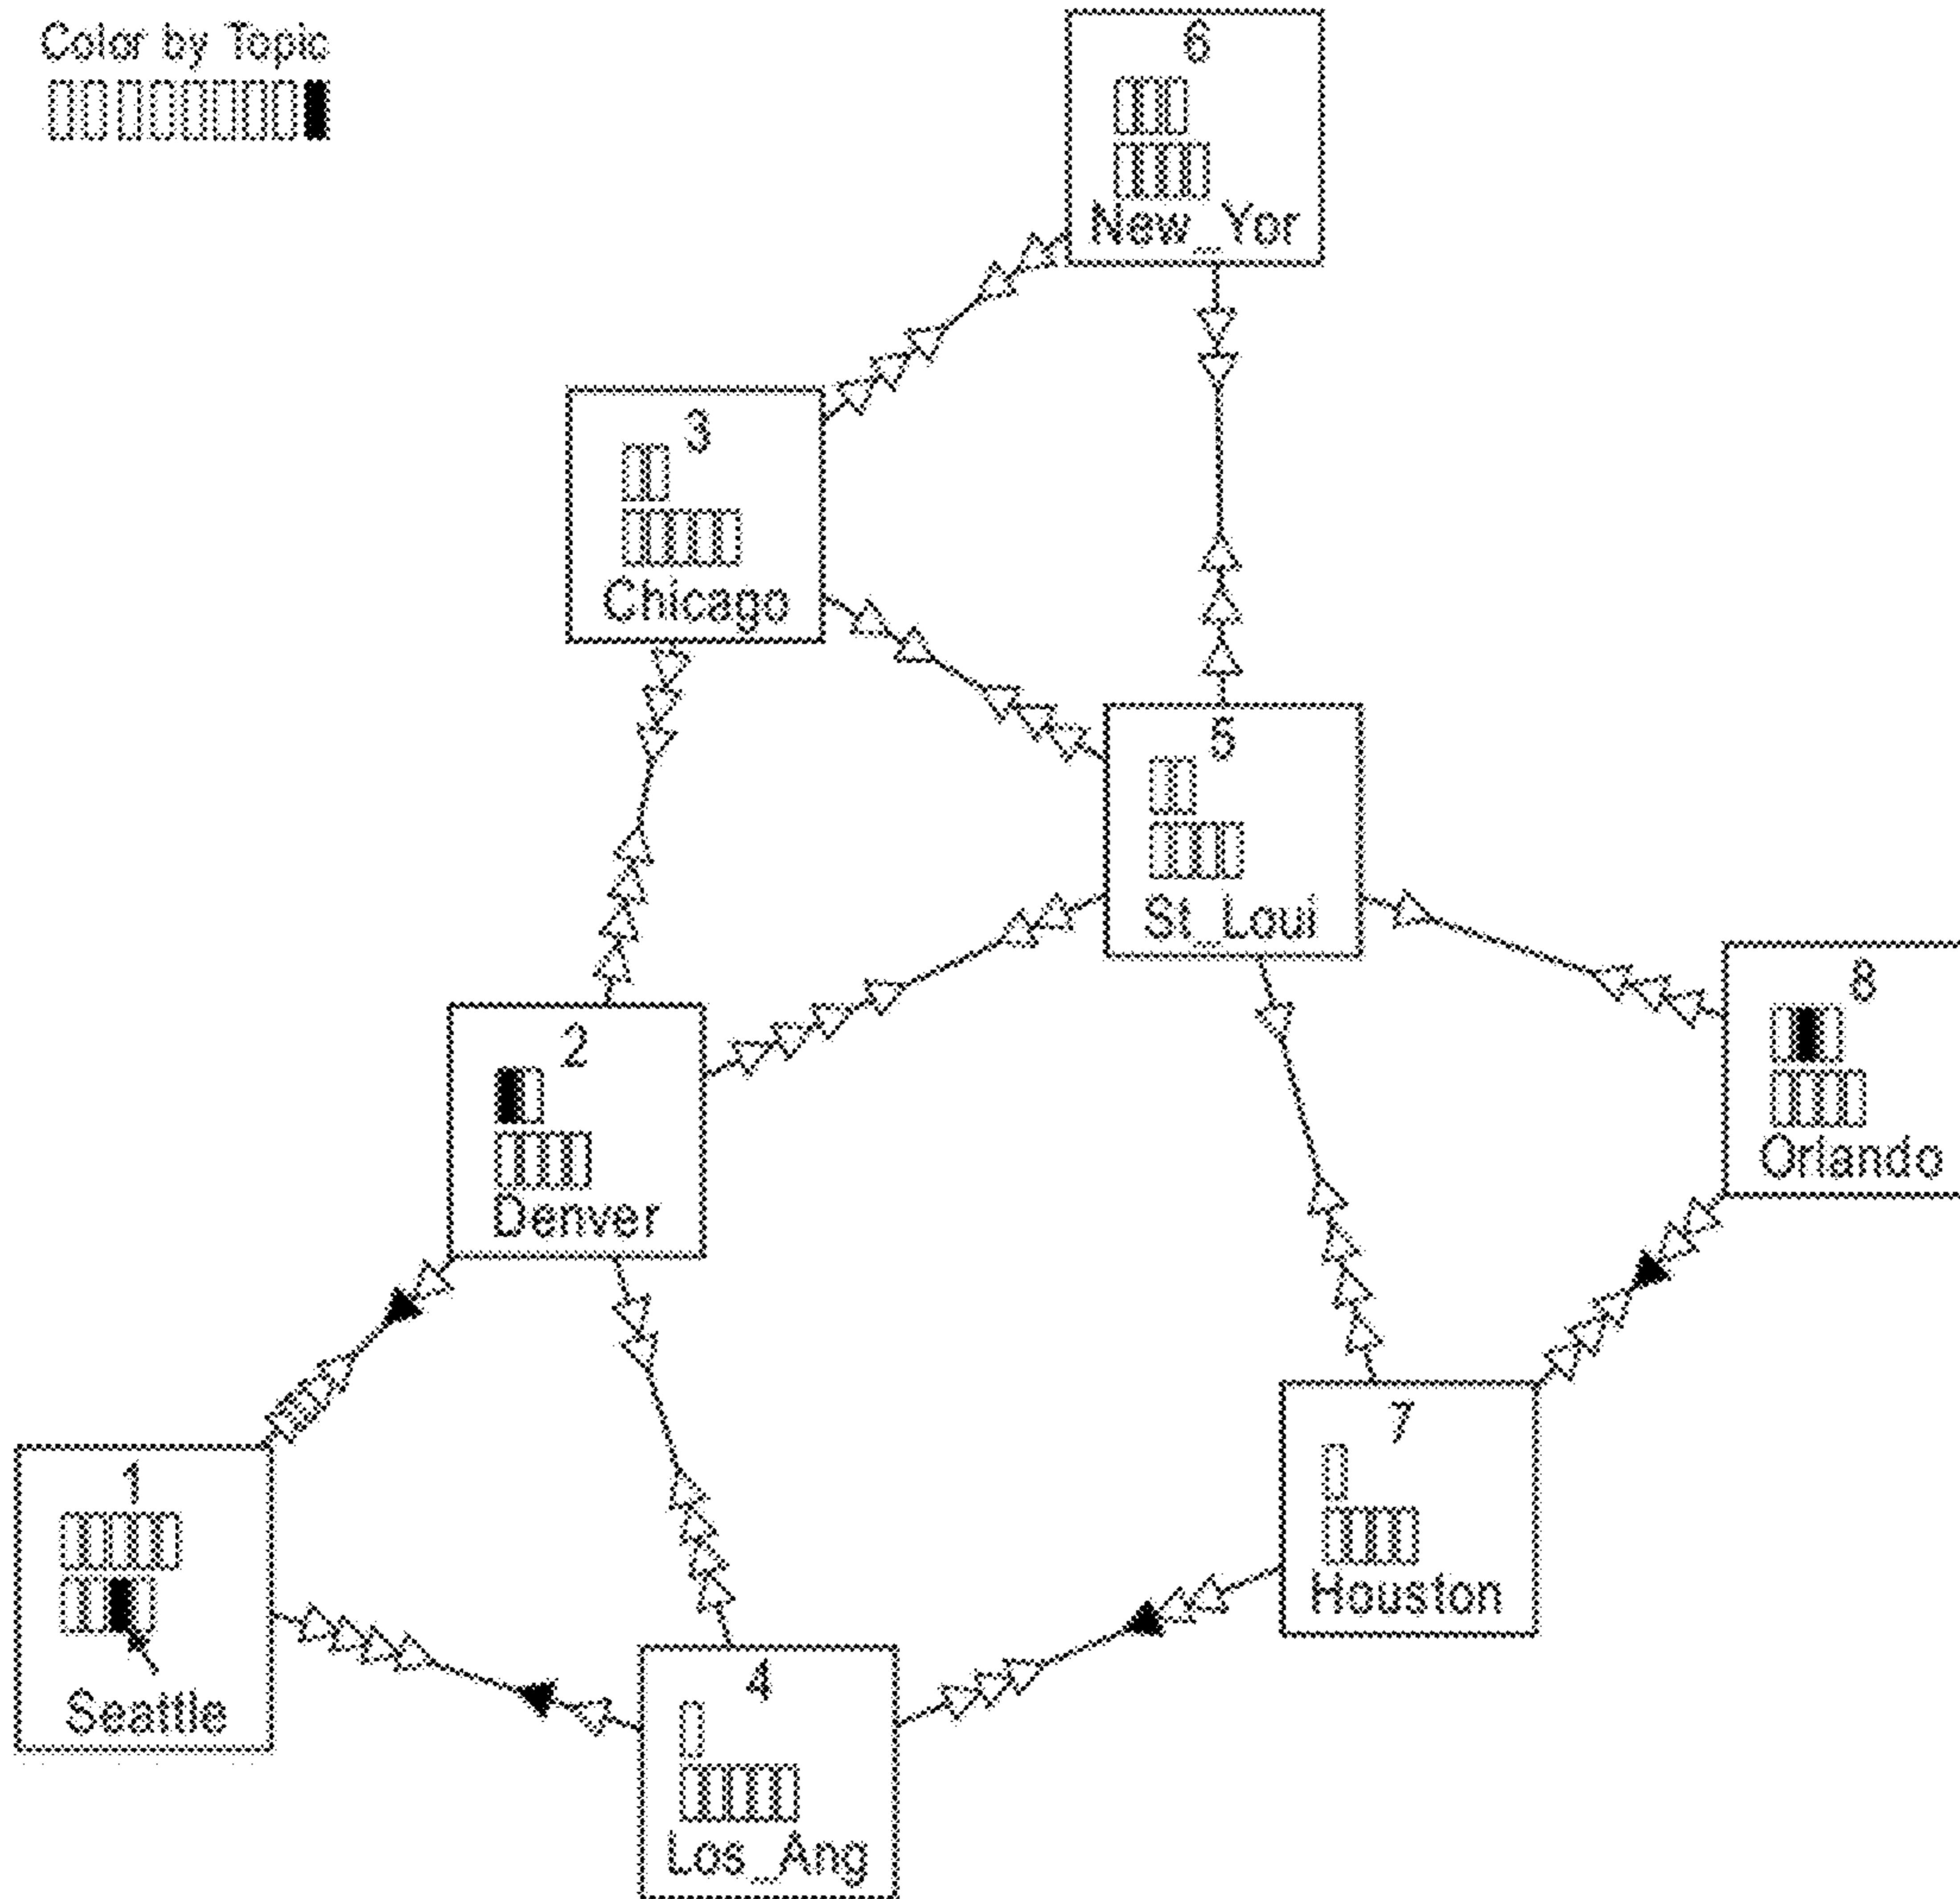 Color by Topic
6
New_Yor
3
Chicago
5
St_Loui
8
Orlando
2
Denver
7
Houston
1
Seattle
4
Los_Ang